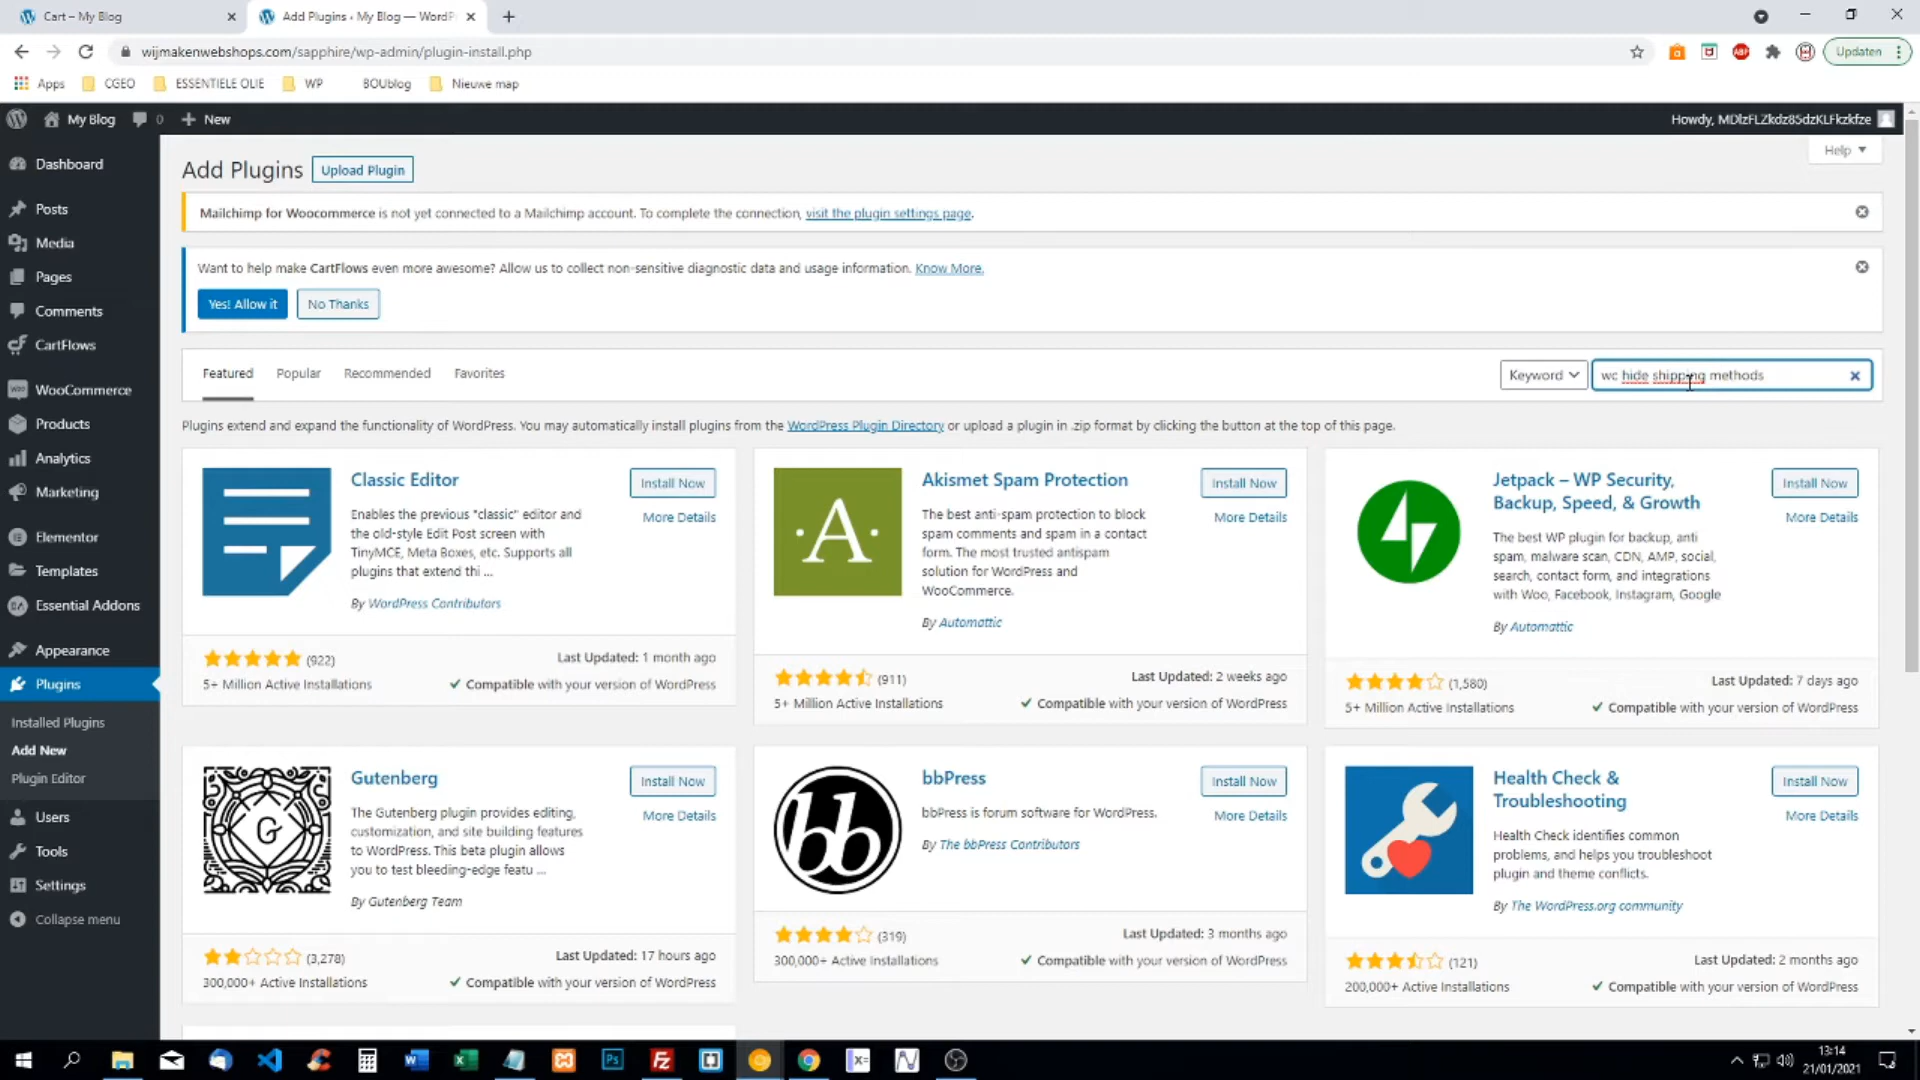 Cart – My Blog
Add Plugins ‹ My Blog — WordP
wijmakenwebshops.com/sapphire/wp-admin/plugin-install.php
Updaten
Apps
CGEO
ESSENTIELE OLIE
WP
BOUblog
Nieuwe map
My Blog
0
New
Howdy, MDlzFLZkdz85dzKLFkzkfze
Dashboard
Posts
Media
Pages
Comments
CartFlows
WooCommerce
Products
Analytics
Marketing
Elementor
Templates
Essential Addons
Appearance
Plugins
Installed Plugins
Add New
Plugin Editor
Users
Tools
Settings
Collapse menu
Help
Add Plugins
Upload Plugin
Mailchimp for Woocommerce is not yet connected to a Mailchimp account. To complete the connection, visit the plugin settings page.
Want to help make CartFlows even more awesome? Allow us to collect non-sensitive diagnostic data and usage information. Know More.
Yes! Allow it
No Thanks
Featured
Popular
Recommended
Favorites
Keyword
wc hide shipping methods
Plugins extend and expand the functionality of WordPress. You may automatically install plugins from the WordPress Plugin Directory or upload a plugin in .zip format by clicking the button at the top of this page.
Classic Editor
Install Now
More Details
Enables the previous "classic" editor and
the old-style Edit Post screen with
TinyMCE, Meta Boxes, etc. Supports all
plugins that extend thi ...
By WordPress Contributors
(922)
Last Updated: 1 month ago
5+ Million Active Installations
Compatible with your version of WordPress
Akismet Spam Protection
Install Now
More Details
The best anti-spam protection to block
spam comments and spam in a contact
form. The most trusted antispam
solution for WordPress and
WooCommerce.
By Automattic
(911)
Last Updated: 2 weeks ago
5+ Million Active Installations
Compatible with your version of WordPress
Jetpack – WP Security,
Backup, Speed, & Growth
Install Now
More Details
The best WP plugin for backup, anti
spam, malware scan, CDN, AMP, social,
search, contact form, and integrations
with Woo, Facebook, Instagram, Google
By Automattic
(1,580)
Last Updated: 7 days ago
5+ Million Active Installations
Compatible with your version of WordPress
Gutenberg
Install Now
More Details
The Gutenberg plugin provides editing,
customization, and site building features
to WordPress. This beta plugin allows
you to test bleeding-edge featu ...
By Gutenberg Team
(3,278)
Last Updated: 17 hours ago
300,000+ Active Installations
Compatible with your version of WordPress
bbPress
Install Now
More Details
bbPress is forum software for WordPress.
By The bbPress Contributors
(319)
Last Updated: 3 months ago
300,000+ Active Installations
Compatible with your version of WordPress
Health Check &
Troubleshooting
Install Now
More Details
Health Check identifies common
problems, and helps you troubleshoot
plugin and theme conflicts.
By The WordPress.org community
(121)
Last Updated: 2 months ago
200,000+ Active Installations
Compatible with your version of WordPress
13:14
21/01/2021